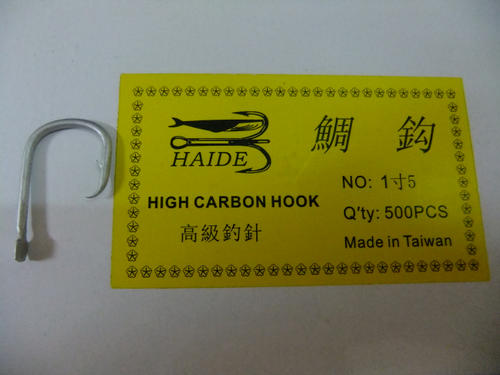 HAIDE
HIGH CARBON HOOK
高級釣針
鯛 鈎
NO: 1寸5
Q'ty: 500PCS
Made in Taiwan